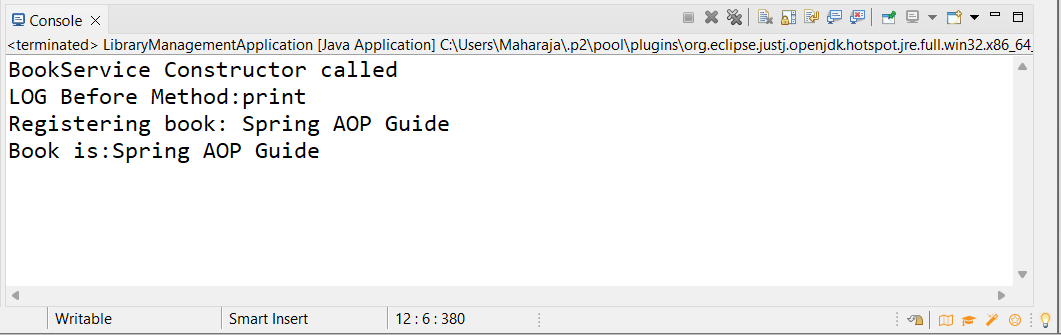 Console
<terminated> LibraryManagementApplication [Java Application] C:\Users\Maharaja\.p2\pool\plugins\org.eclipse.justj.openjdk.hotspot.jre.full.win32.x86_64_
BookService Constructor called
LOG Before Method:print
Registering book: Spring AOP Guide
Book is:Spring AOP Guide
Writable Smart Insert 12 : 6 : 380